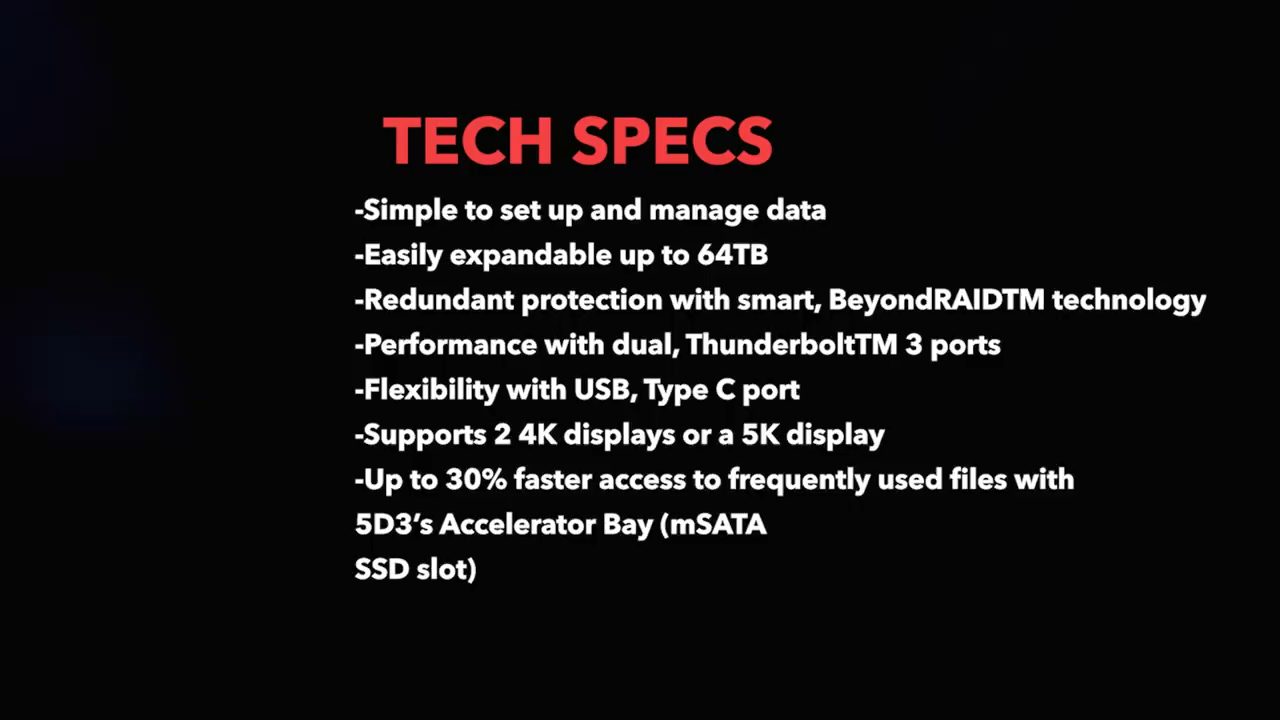 TECH SPECS
-Simple to set up and manage data
-Easily expandable up to 64TB
-Redundant protection with smart, BeyondRAIDTM technology
-Performance with dual, ThunderboltTM 3 ports
-Flexibility with USB, Type C port
-Supports 2 4K displays or a 5K display
-Up to 30% faster access to frequently used files with
5D3’s Accelerator Bay (mSATA
SSD slot)